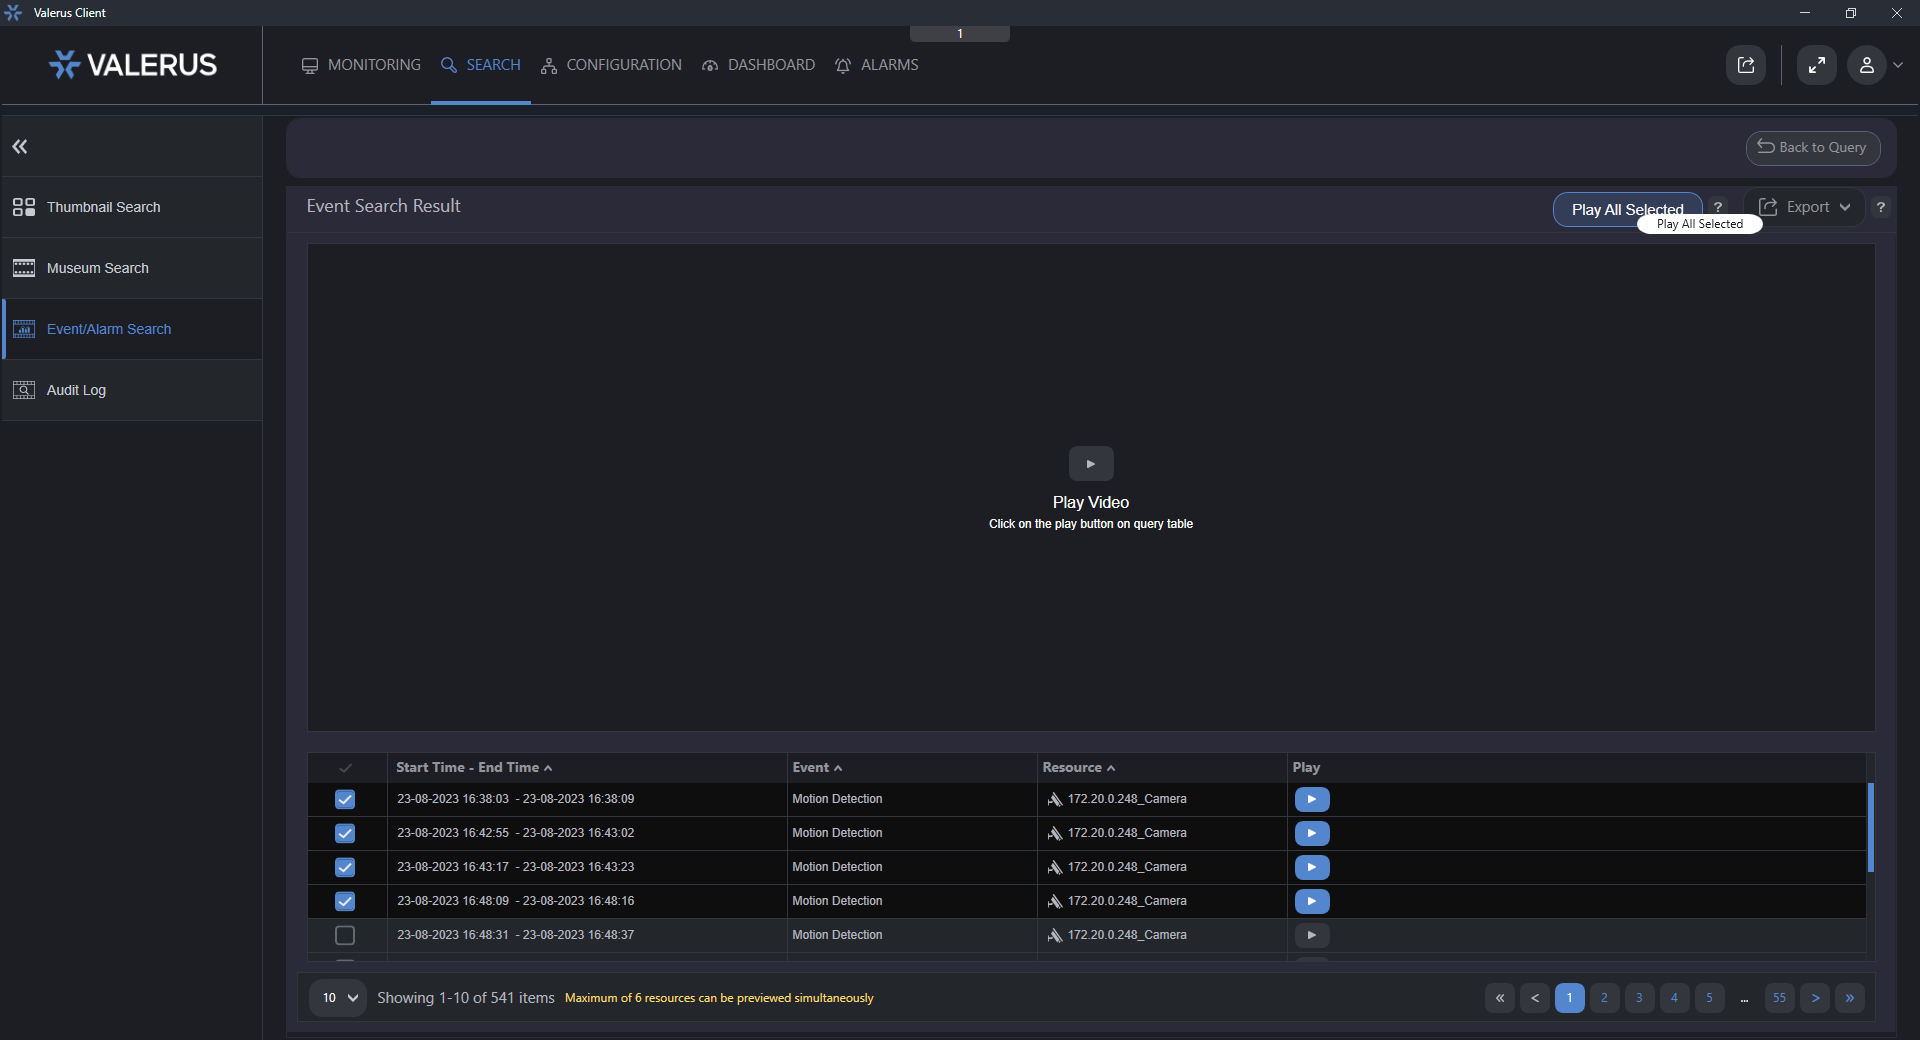 Valerus Client
1
VALERUS
MONITORING
SEARCH
CONFIGURATION
DASHBOARD
ALARMS
Back to Query
Thumbnail Search
Museum Search
Event/Alarm Search
Audit Log
Event Search Result
Play All Selected
?
Export
?
Play All Selected
Play Video
Click on the play button on query table
Start Time - End Time Event Resource Play
23-08-2023 16:38:03 - 23-08-2023 16:38:09 Motion Detection 172.20.0.248_Camera
23-08-2023 16:42:55 - 23-08-2023 16:43:02 Motion Detection 172.20.0.248_Camera
23-08-2023 16:43:17 - 23-08-2023 16:43:23 Motion Detection 172.20.0.248_Camera
23-08-2023 16:48:09 - 23-08-2023 16:48:16 Motion Detection 172.20.0.248_Camera
23-08-2023 16:48:31 - 23-08-2023 16:48:37 Motion Detection 172.20.0.248_Camera
10 Showing 1-10 of 541 items Maximum of 6 resources can be previewed simultaneously
« < 1 2 3 4 5 ... 55 > »